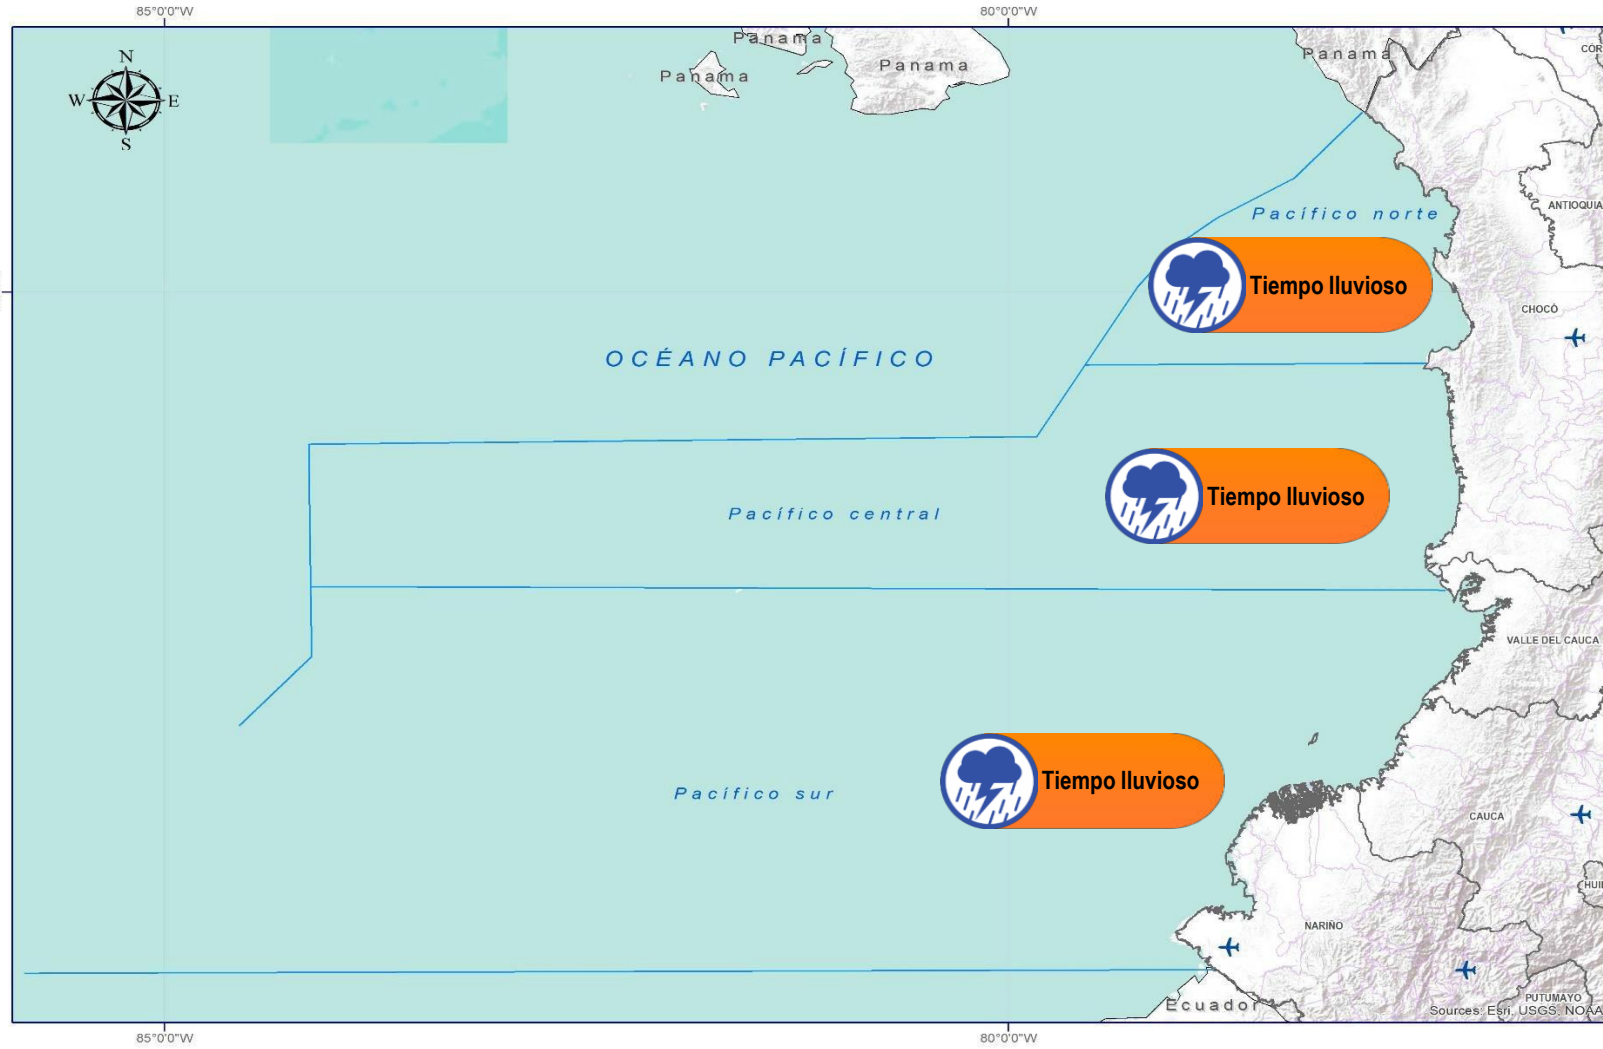 85°0'0"W
80°0'0"W
N
W
E
S
Panama
Panama
Panama
Panama
CÓR
ANTIOQUIA
Pacífico norte
Tiempo lluvioso
CHOCÓ
OCÉANO PACÍFICO
Tiempo lluvioso
Pacífico central
VALLE DEL CAUCA
Tiempo lluvioso
Pacífico sur
CAUCA
HUI
NARIÑO
PUTUMAYO
Ecuador
Sources: Esri, USGS, NOAA
85°0'0"W
80°0'0"W